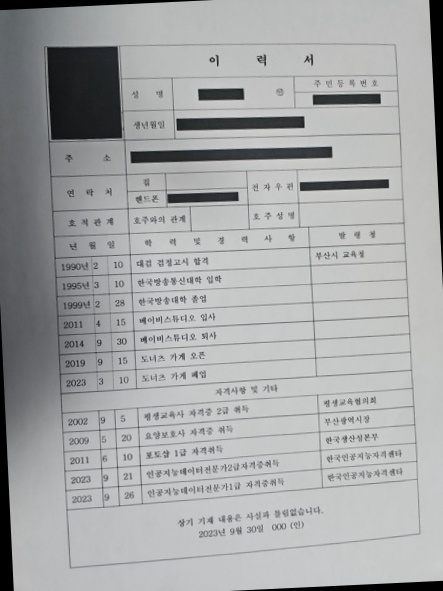 이 력 서
성 명 ㊞ 주민등록번호
생년월일
주 소
연 락 처 집 전자우편
핸드폰
호적관계 호주와의 관계 호주성명
년 월 일 학 력 및 경 력 사 항 발 령 청
1990년 2 10 대검 검정고시 합격 부산시 교육청
1995년 3 10 한국방송통신대학 입학
1999년 2 28 한국방송대학 졸업
2011 4 15 베이비스튜디오 입사
2014 9 30 베이비스튜디오 퇴사
2019 9 15 도너츠 가게 오픈
2023 3 10 도너츠 가게 폐업
자격사항 및 기타
2002 9 5 평생교육사 자격증 2급 취득 평생교육협의회
2009 5 20 요양보호사 자격증 취득 부산광역시장
2011 6 10 포토샵 1급 자격취득 한국생산성본부
2023 9 21 인공지능데이터전문가2급자격증취득 한국인공지능자격센타
2023 9 26 인공지능데이터전문가1급 자격증취득 한국인공지능자격센타
상기 기재 내용은 사실과 틀림없습니다.
2023년 9월 30일 000 (인)